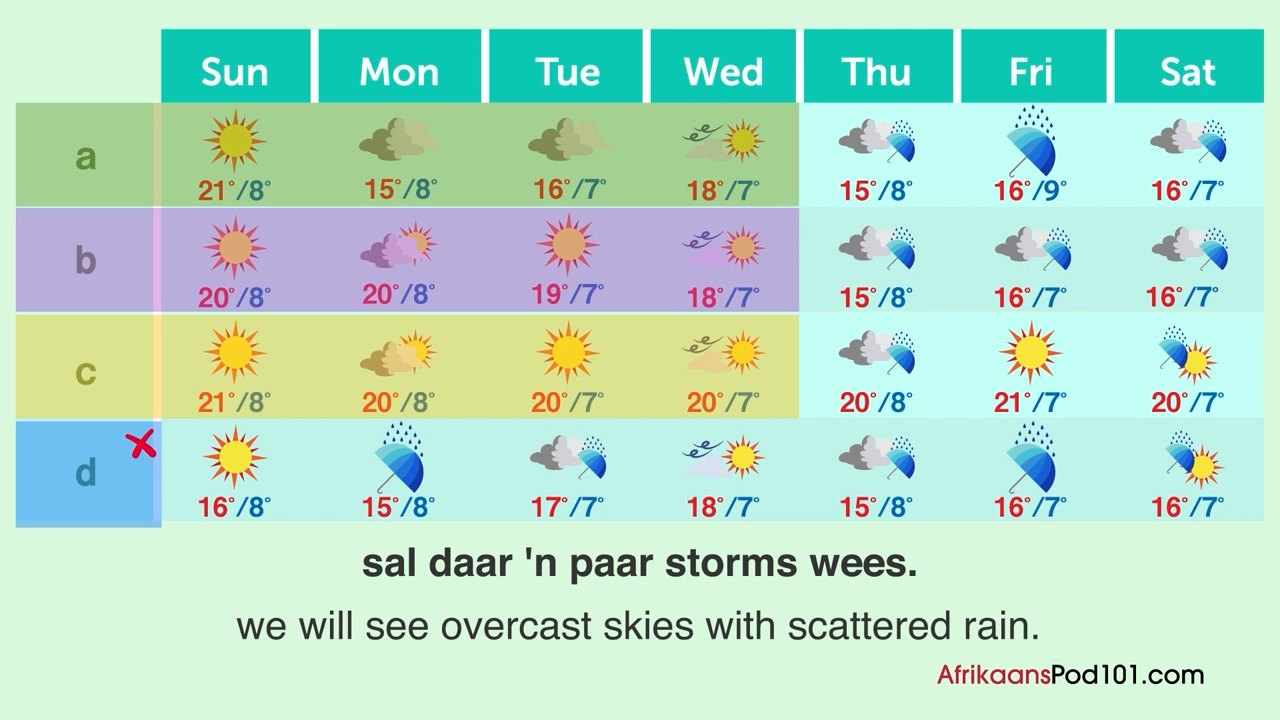 Sun Mon Tue Wed Thu Fri Sat
a
21°/8° 15°/8° 16°/7° 18°/7° 15°/8° 16°/9° 16°/7°
b
20°/8° 20°/8° 19°/7° 18°/7° 15°/8° 16°/7° 16°/7°
c
21°/8° 20°/8° 20°/7° 20°/7° 20°/8° 21°/7° 20°/7°
d
16°/8° 15°/8° 17°/7° 18°/7° 15°/8° 16°/7° 16°/7°
sal daar 'n paar storms wees.
we will see overcast skies with scattered rain.
AfrikaansPod101.com